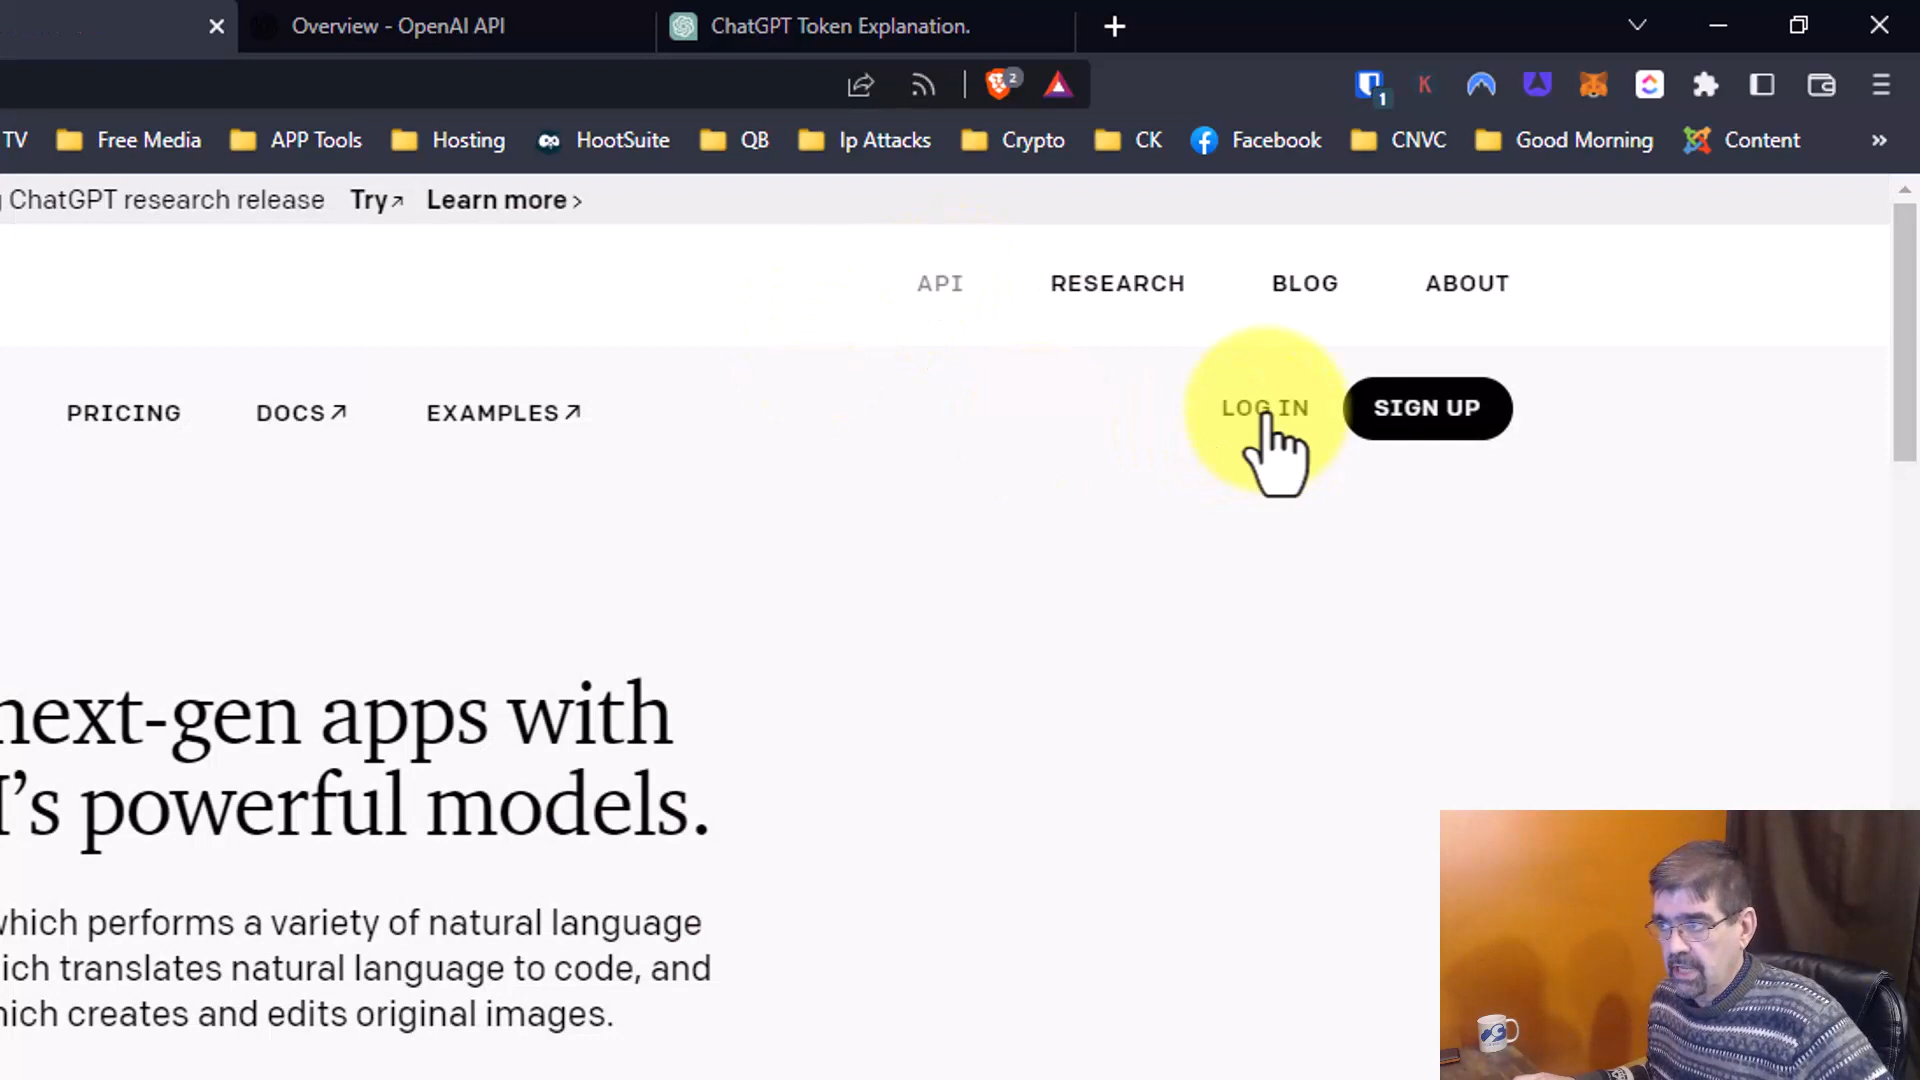 Overview - OpenAI API
ChatGPT Token Explanation.
2
K
1
TV
Free Media
APP Tools
Hosting
HootSuite
QB
Ip Attacks
Crypto
CK
Facebook
CNVC
Good Morning
Content
»
ChatGPT research release Try↗ Learn more ›
API
RESEARCH
BLOG
ABOUT
PRICING
DOCS↗
EXAMPLES↗
LOG IN
SIGN UP
next-gen apps with
I’s powerful models.
which performs a variety of natural language
ich translates natural language to code, and
hich creates and edits original images.